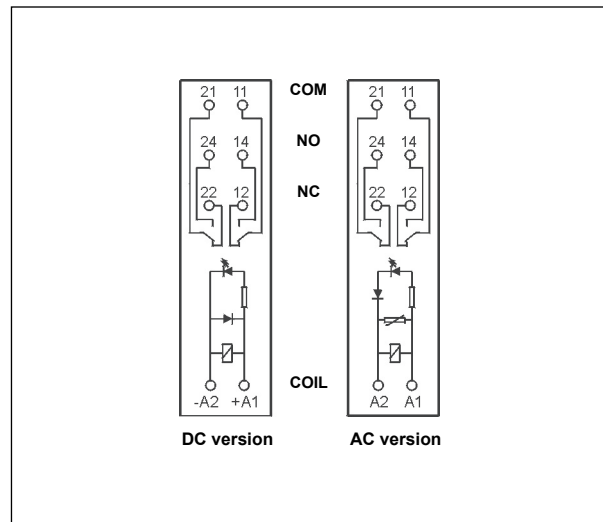 21 11 COM 21 11
24 14 NO 24 14
22 12 NC 22 12
COIL
-A2 +A1 A2 A1
DC version AC version